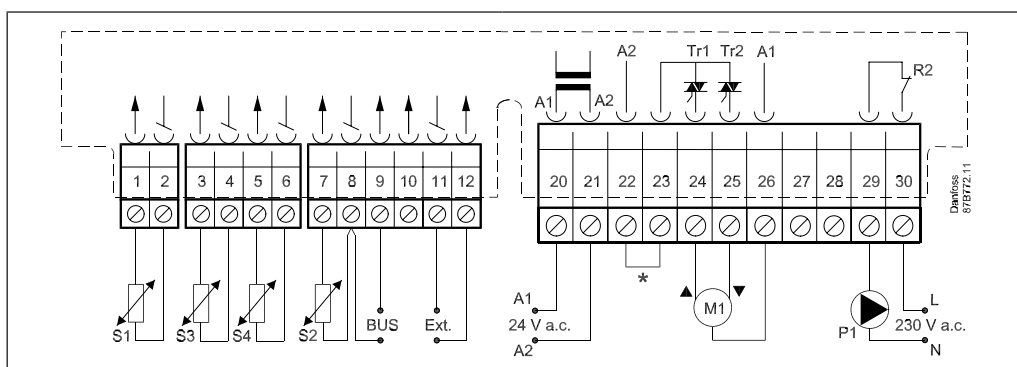 A2 Tr1 Tr2 A1
R2
A1 A2
1 2 3 4 5 6 7 8 9 10 11 12 20 21 22 23 24 25 26 27 28 29 30
Danfoss
87B772.11
*
A1 M1 L
S1 S3 S4 S2 BUS Ext. 24 V a.c. P1 230 V a.c.
A2 N